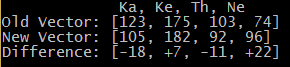 Ka, Ke, Th, Ne
Old Vector: [123, 175, 103, 74]
New Vector: [105, 182, 92, 96]
Difference: [-18, +7, -11, +22]